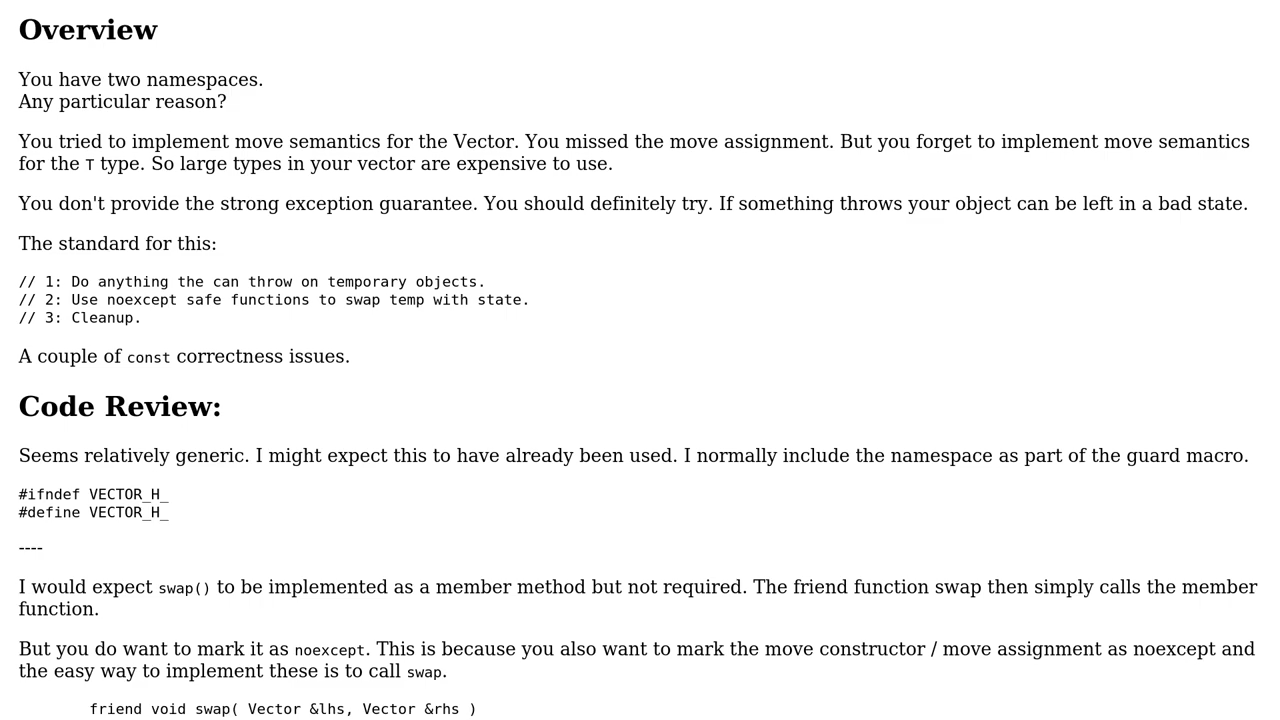 Overview
You have two namespaces.
Any particular reason?
You tried to implement move semantics for the Vector. You missed the move assignment. But you forget to implement move semantics
for the T type. So large types in your vector are expensive to use.
You don't provide the strong exception guarantee. You should definitely try. If something throws your object can be left in a bad state.
The standard for this:
// 1: Do anything the can throw on temporary objects.
// 2: Use noexcept safe functions to swap temp with state.
// 3: Cleanup.
A couple of const correctness issues.
Code Review:
Seems relatively generic. I might expect this to have already been used. I normally include the namespace as part of the guard macro.
#ifndef VECTOR_H_
#define VECTOR_H_
----
I would expect swap() to be implemented as a member method but not required. The friend function swap then simply calls the member
function.
But you do want to mark it as noexcept. This is because you also want to mark the move constructor / move assignment as noexcept and
the easy way to implement these is to call swap.
friend void swap( Vector &lhs, Vector &rhs )